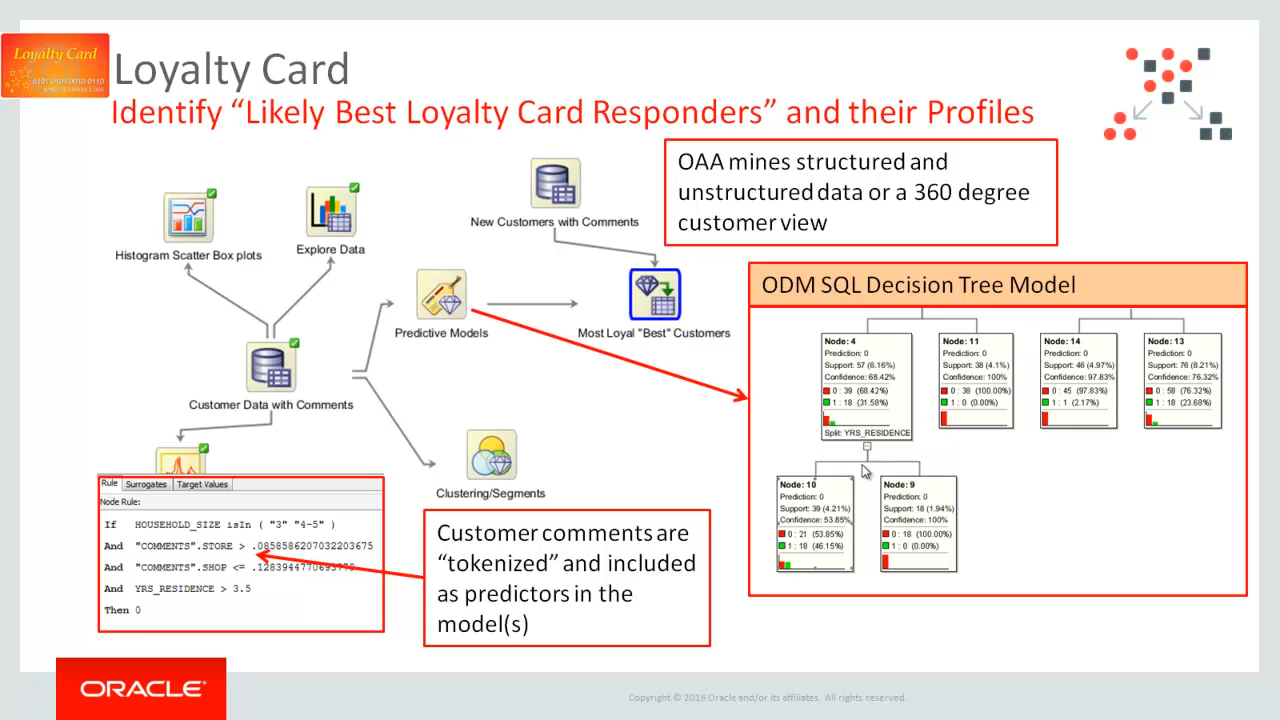 Loyalty Card
0101 0101 0010 0110
Loyalty Card
Identify “Likely Best Loyalty Card Responders” and their Profiles
OAA mines structured and
unstructured data or a 360 degree
customer view
New Customers with Comments
Histogram Scatter Box plots
Explore Data
Predictive Models
Most Loyal "Best" Customers
Customer Data with Comments
Clustering/Segments
ODM SQL Decision Tree Model
Node: 4
Prediction: 0
Support: 57 (6.16%)
Confidence: 68.42%
0 : 39 (68.42%)
1 : 18 (31.58%)
Split: YRS_RESIDENCE
Node: 11
Prediction: 0
Support: 38 (4.1%)
Confidence: 100%
0 : 38 (100.00%)
1 : 0 (0.00%)
Node: 14
Prediction: 0
Support: 46 (4.97%)
Confidence: 97.83%
0 : 45 (97.83%)
1 : 1 (2.17%)
Node: 13
Prediction: 0
Support: 76 (8.21%)
Confidence: 76.32%
0 : 58 (76.32%)
1 : 18 (23.68%)
Node: 10
Prediction: 0
Support: 39 (4.21%)
Confidence: 53.85%
0 : 21 (53.85%)
1 : 18 (46.15%)
Node: 9
Prediction: 0
Support: 18 (1.94%)
Confidence: 100%
0 : 18 (100.00%)
1 : 0 (0.00%)
Rule Surrogates Target Values
Node Rule:
If HOUSEHOLD_SIZE isIn ( "3" "4-5" )
And "COMMENTS".STORE > .0858586207032203675
And "COMMENTS".SHOP <=
And YRS_RESIDENCE > 3.5
Then 0
Customer comments are
“tokenized” and included
as predictors in the
model(s)
ORACLE®
Copyright © 2016 Oracle and/or its affiliates. All rights reserved.